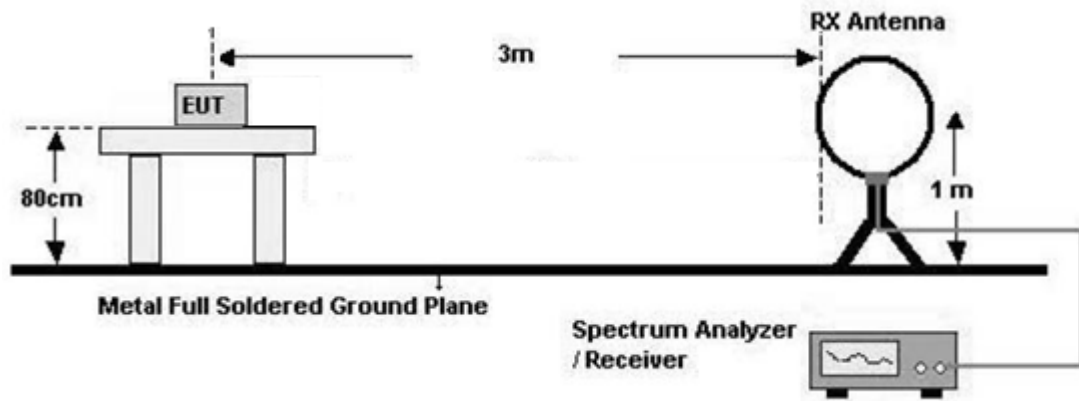 RX Antenna
3m
EUT
80cm
1 m
Metal Full Soldered Ground Plane
Spectrum Analyzer
/ Receiver